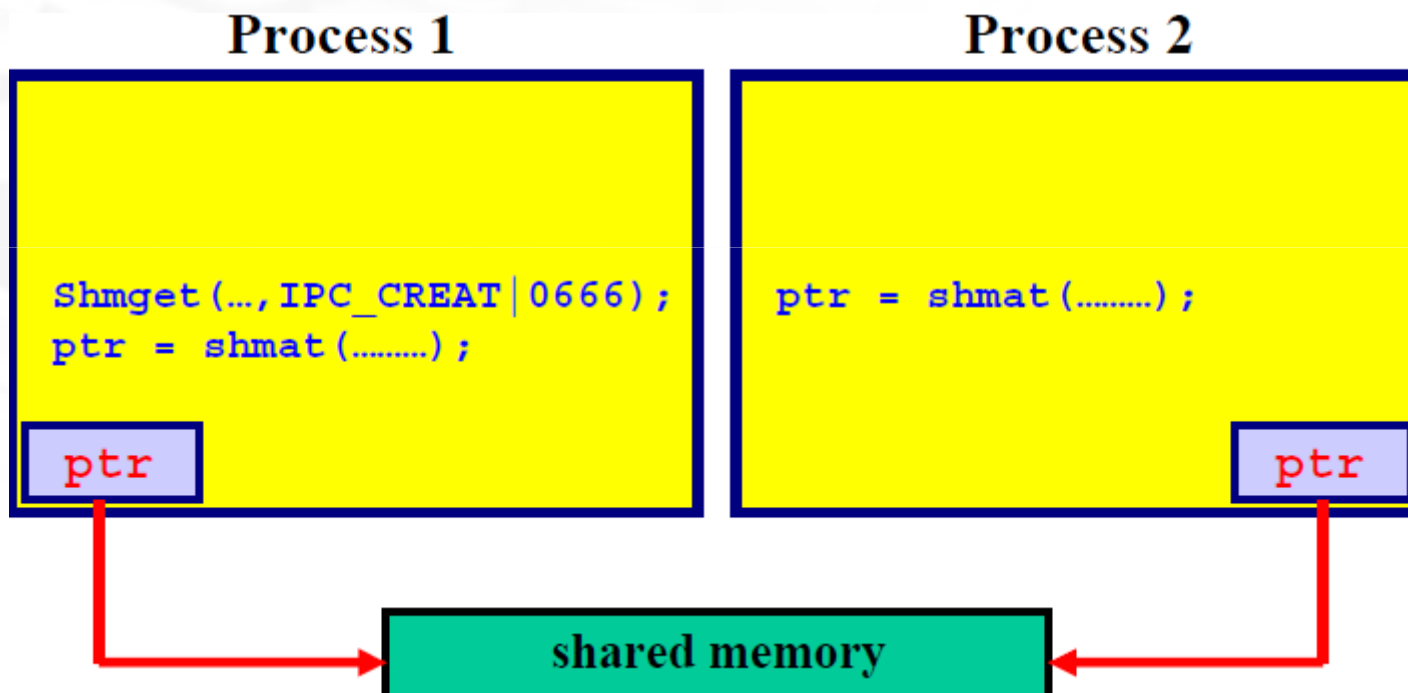 Process 1
Process 2
Shmget(…,IPC_CREAT|0666);
ptr = shmat(………);
ptr
ptr = shmat(………);
ptr
shared memory